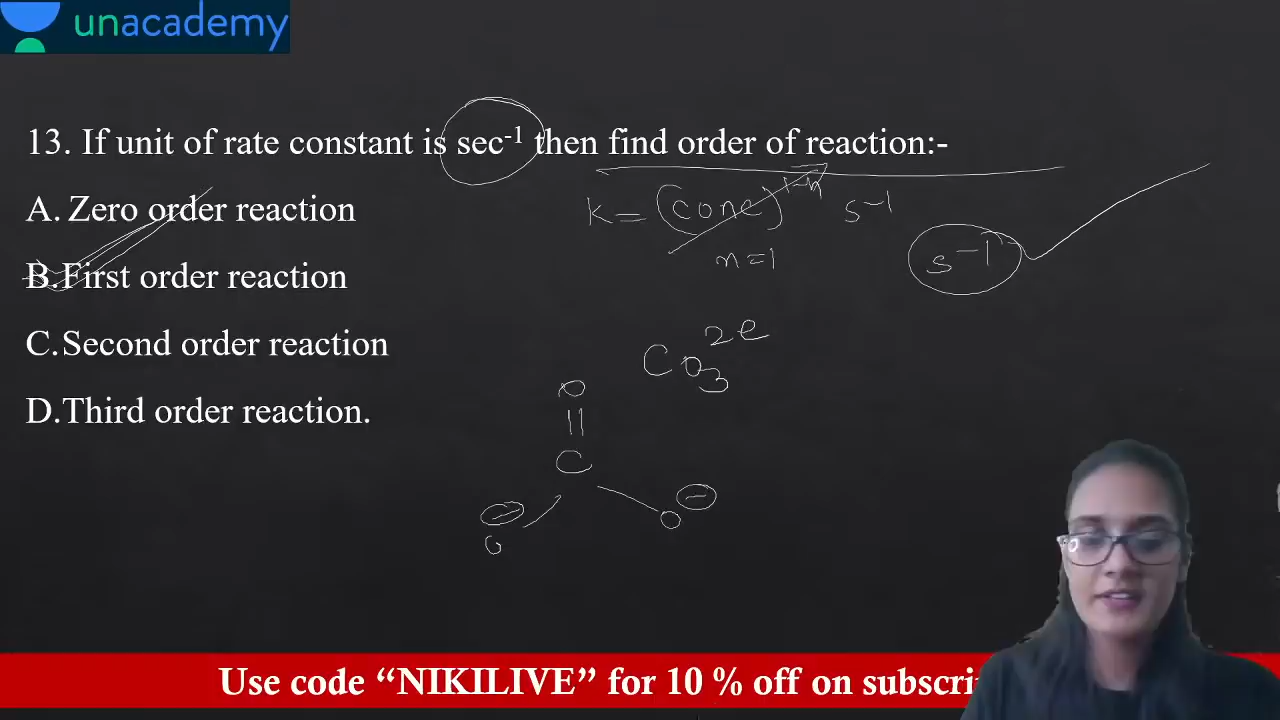 unacademy
13. If unit of rate constant is sec⁻¹ then find order of reaction:-
A. Zero order reaction
B. First order reaction
C. Second order reaction
D. Third order reaction.
K = (conc)¹⁻ⁿ s⁻¹
n = 1
s⁻¹
CO₃²⊖
O
||
C
⊖ ⊖
O O
Use code “NIKILIVE” for 10 % off on subscri